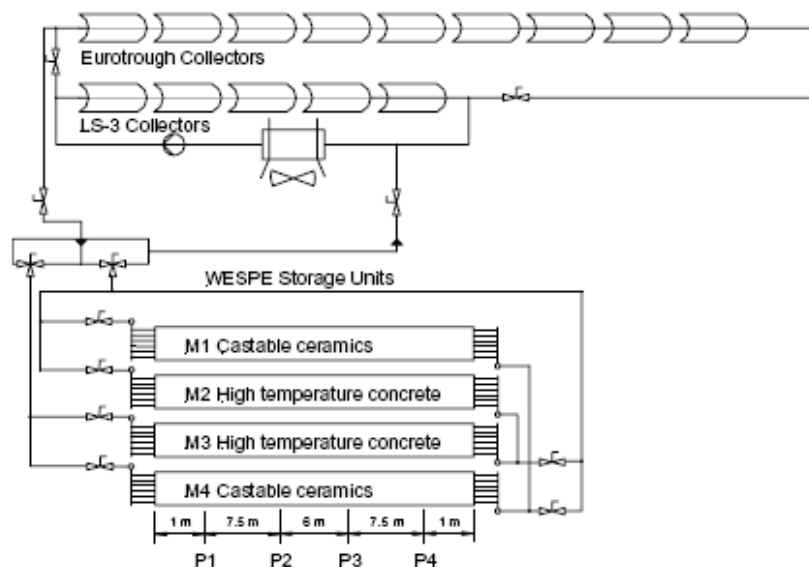 Eurotrough Collectors
LS-3 Collectors
WESPE Storage Units
M1 Castable ceramics
M2 High temperature concrete
M3 High temperature concrete
M4 Castable ceramics
1 m 7.5 m 6 m 7.5 m 1 m
P1 P2 P3 P4